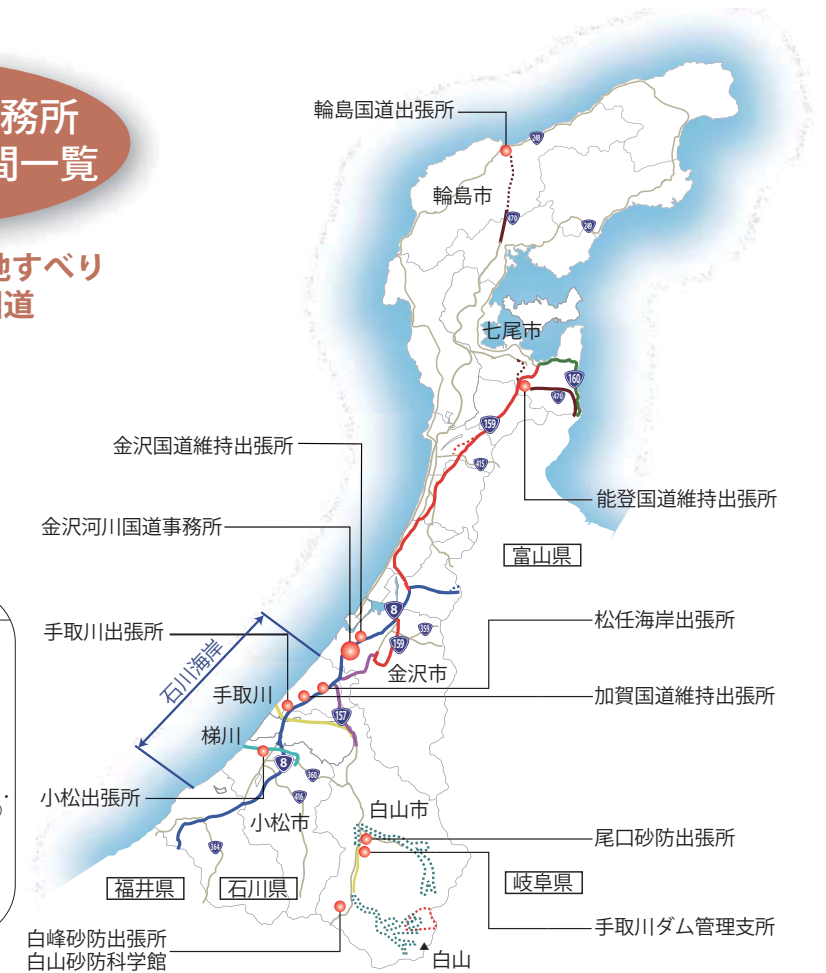 務所
間一覧
地すべり
国道
輪島国道出張所
249
輪島市
470
249
七尾市
160
470
159
415
金沢国道維持出張所
能登国道維持出張所
金沢河川国道事務所
富山県
8
手取川出張所
松任海岸出張所
359
159
石川海岸
金沢市
手取川
加賀国道維持出張所
157
梯川
8
360
小松出張所
416
白山市
小松市
尾口砂防出張所
364
福井県
石川県
岐阜県
手取川ダム管理支所
白峰砂防出張所
白山砂防科学館
白山